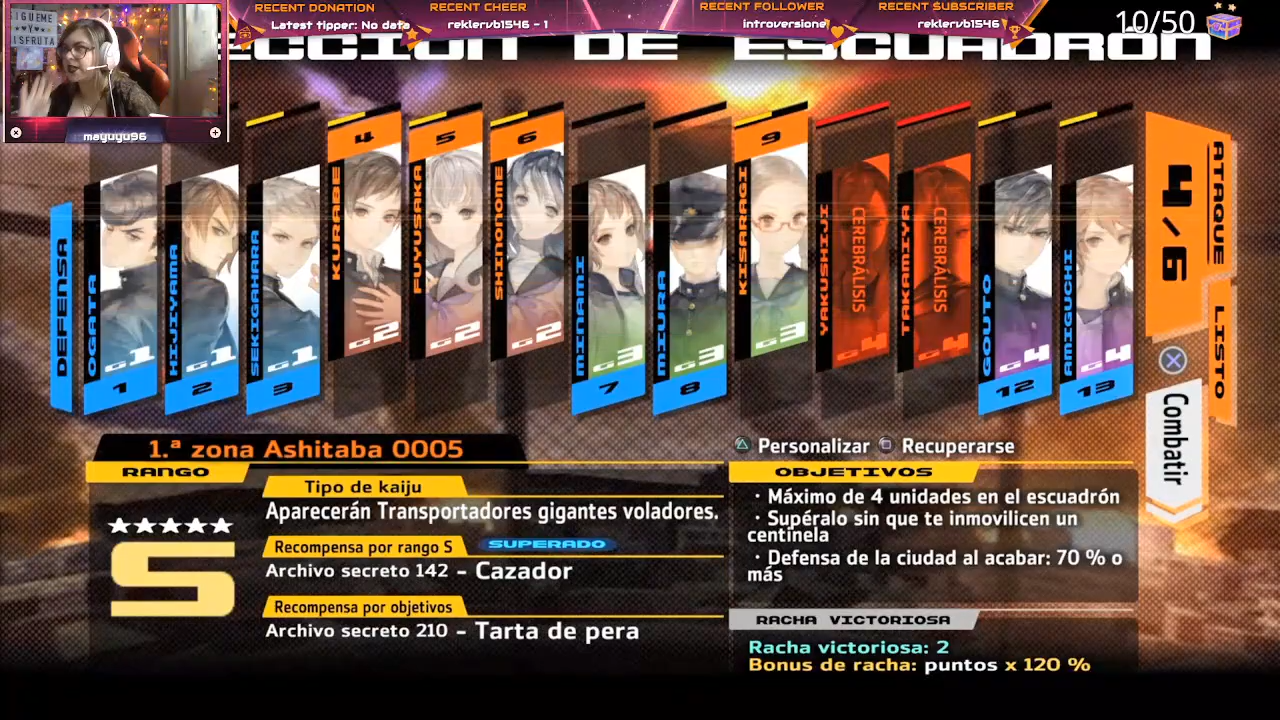 RECENT DONATION
Latest tipper: No data
RECENT CHEER
reklervb1546 - 1
RECENT FOLLOWER
introversione
RECENT SUBSCRIBER
reklervb1546
10/50
SÍGUEME
Y
DISFRUTA
mayuyu96
CCIÓN DE ESCUADRÓN
DEFENSA
OGATA
G1
1
HIJIYAMA
G1
2
SEKIGAHARA
G1
3
4
KURABE
G2
5
FUYUSAKA
G2
6
SHINONOME
G2
MINAMI
G3
7
MIURA
G3
8
9
KISARAGI
G3
YAKUSHIJI
CEREBRÁLISIS
G4
TAKAMIYA
CEREBRÁLISIS
G4
GOUTO
G4
12
AMIGUCHI
G4
13
ATAQUE
4/6
LISTO
Combatir
1.ª zona Ashitaba 0005
Personalizar Recuperarse
RANGO
★★★★★
S
Tipo de kaiju
Aparecerán Transportadores gigantes voladores.
Recompensa por rango S SUPERADO
Archivo secreto 142 - Cazador
Recompensa por objetivos
Archivo secreto 210 - Tarta de pera
OBJETIVOS
· Máximo de 4 unidades en el escuadrón
· Supéralo sin que te inmovilicen un
centinela
· Defensa de la ciudad al acabar: 70 % o
más
RACHA VICTORIOSA
Racha victoriosa: 2
Bonus de racha: puntos x 120 %